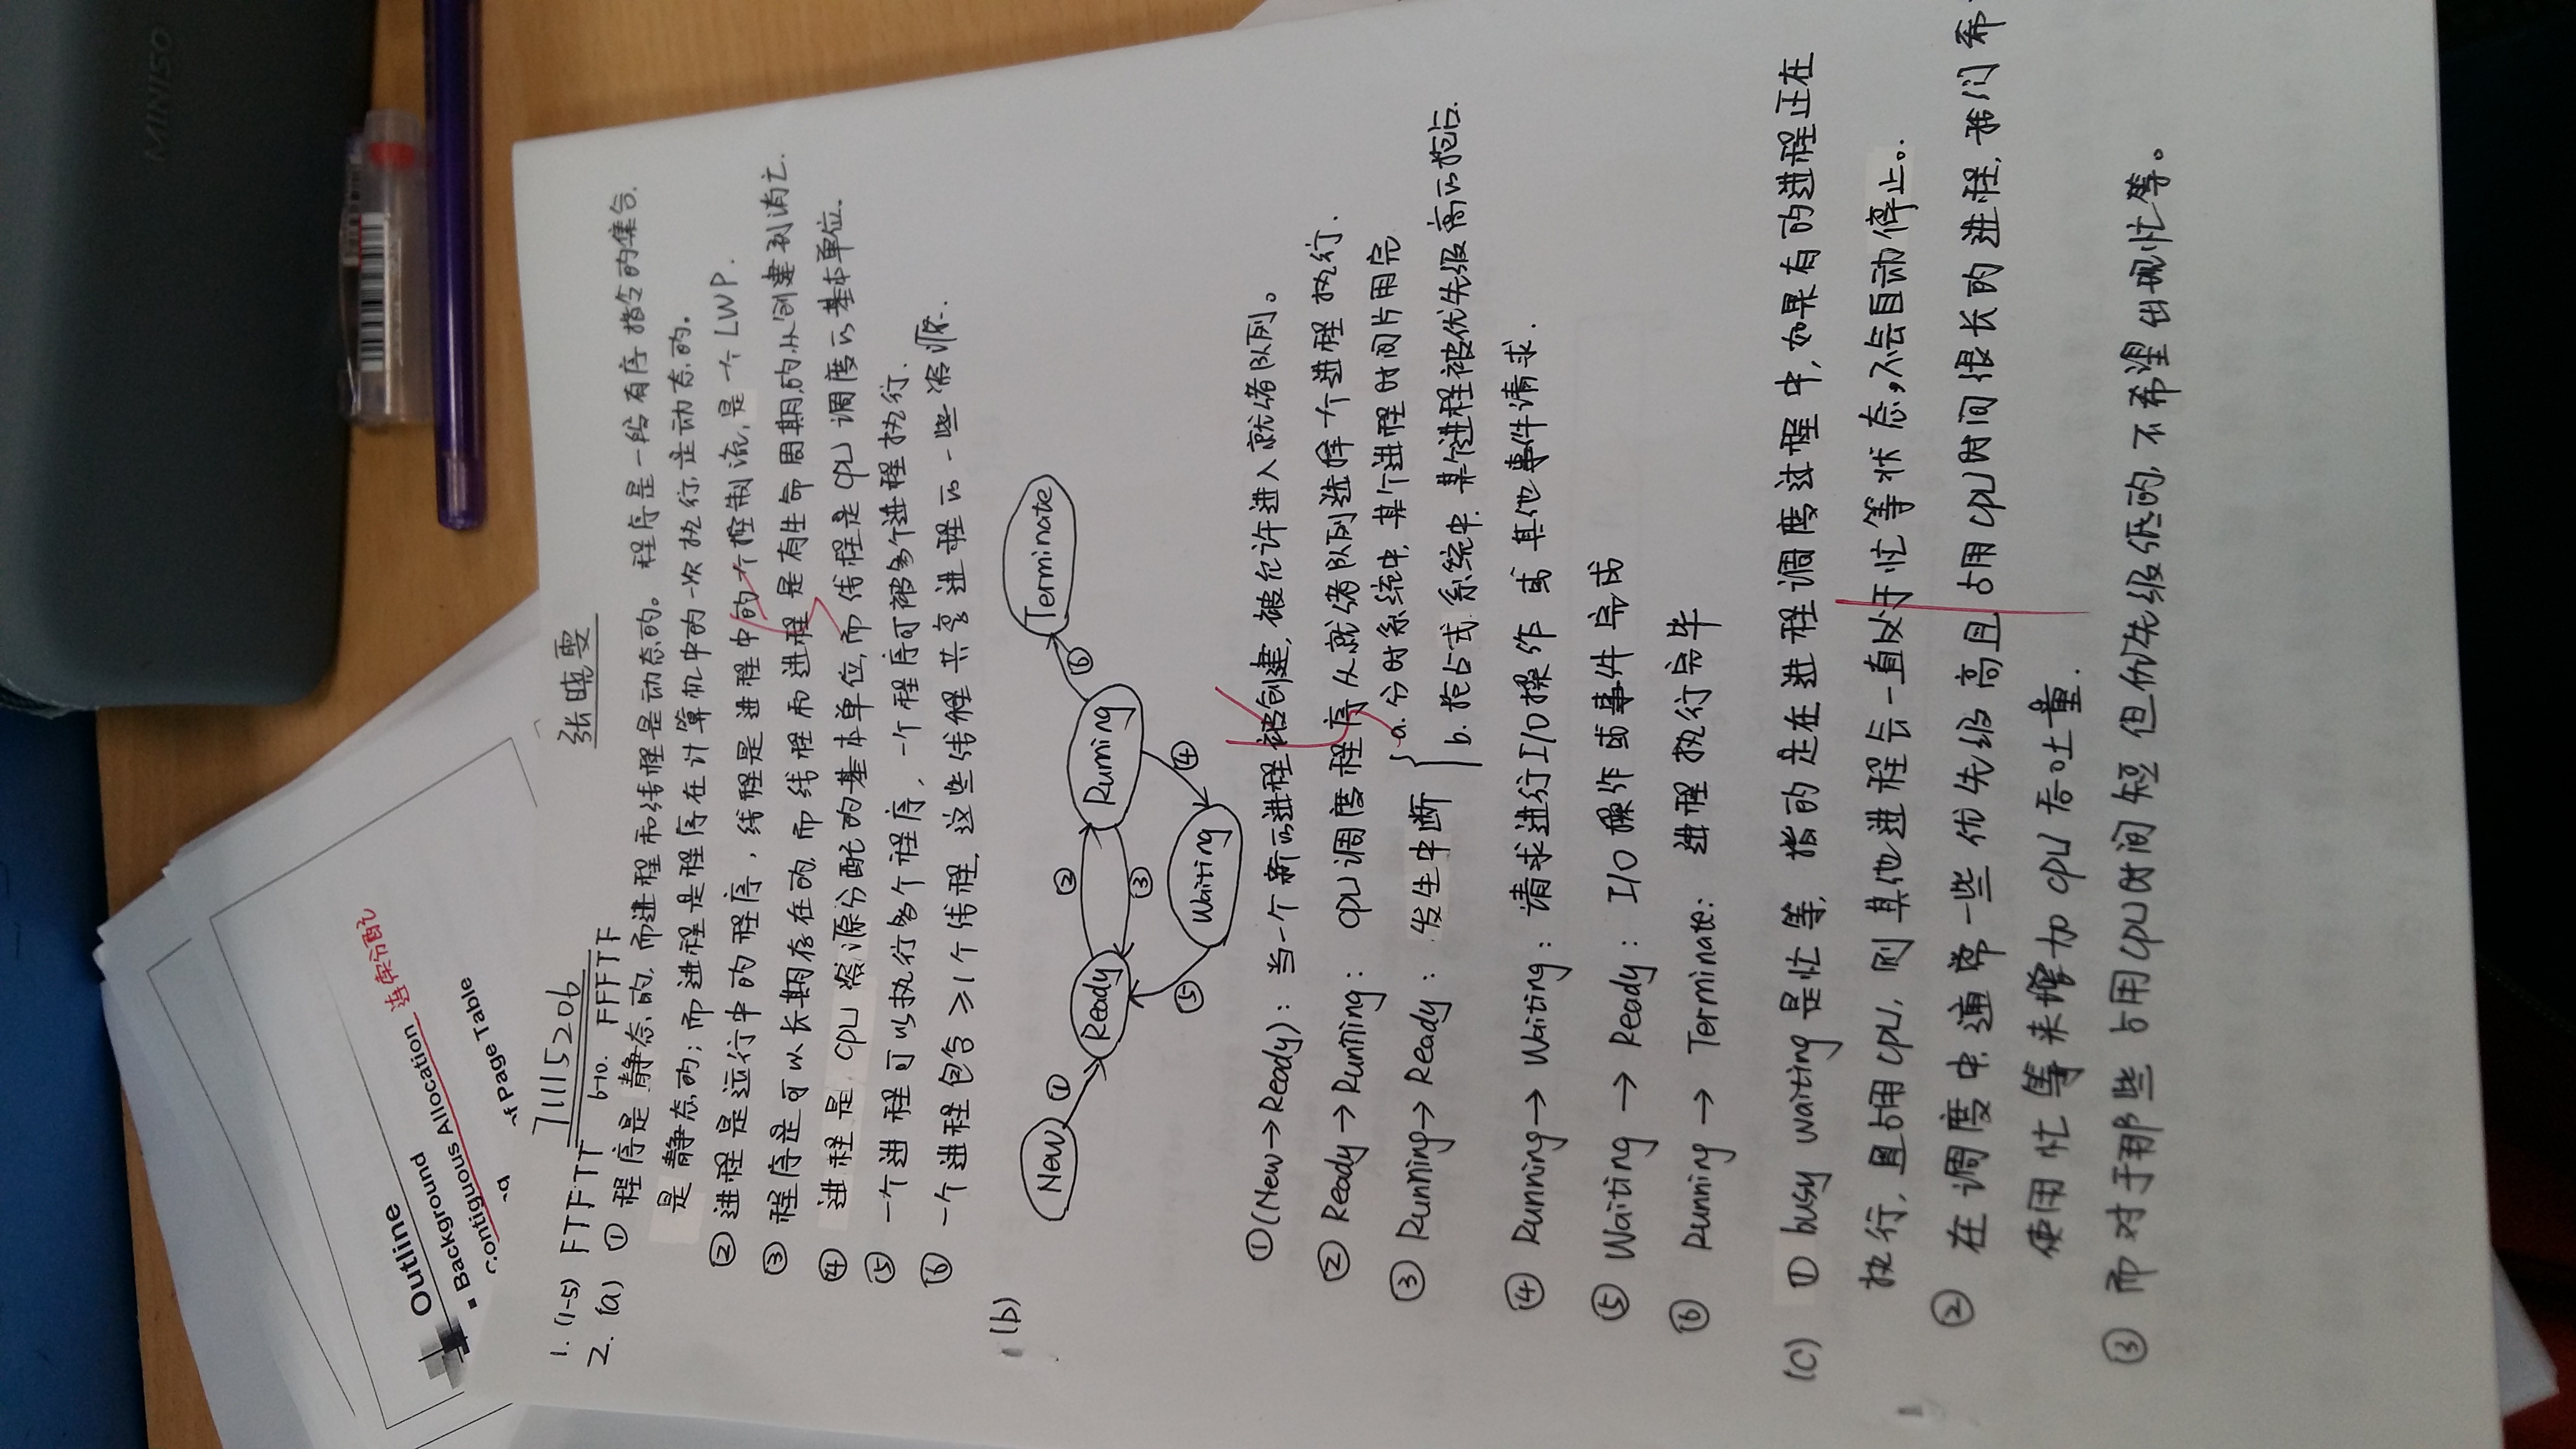 MINISO
Outline
Background
Contiguous Allocation 连续分配
of Page Table
71115206
张晓雯
1. (1-5) FTFTT 6-10. FFFTF
2. (a) ① 程序是静态的, 而进程和线程是动态的。程序是一段有序指令的集合,
是静态的; 而进程是程序在计算机中的一次执行, 是动态的。
② 进程是运行中的程序, 线程是进程中的一个控制流, 是一个LWP.
③ 程序是可以长期存在的, 而线程和进程是有生命周期的, 从创建到消亡.
④ 进程是CPU资源分配的基本单位, 而线程是CPU调度的基本单位.
⑤ 一个进程可以执行多个程序, 一个程序可被多个进程执行.
⑥ 一个进程包含≥1个线程, 这些线程共享进程的一些资源.
(b)
New ① Ready ② Running ⑥ Terminate
③
⑤ Waiting ④
①(New→Ready): 当一个新的进程被创建, 被允许进入就绪队列。
② Ready→Running: CPU调度程序从就绪队列选择一个进程执行.
③ Running→Ready: 发生中断 a. 分时系统中, 某个进程时间片用完
b. 抢占式系统中, 某个进程被优先级高的抢占.
④ Running→Waiting: 请求进行I/O操作或其他事件请求.
⑤ Waiting→Ready: I/O操作或事件完成
⑥ Running→Terminate: 进程执行完毕
(c) ① busy waiting是忙等, 指的是在进程调度过程中, 如果有的进程正在
执行, 且占用CPU, 则其他进程会一直处于忙等状态, 不会自动停止。
② 在调度中, 通常一些优先级高且占用CPU时间很长的进程, 我们希
使用忙等来增加CPU吞吐量.
③ 而对于那些占用CPU时间短但优先级低的, 不希望出现忙等。